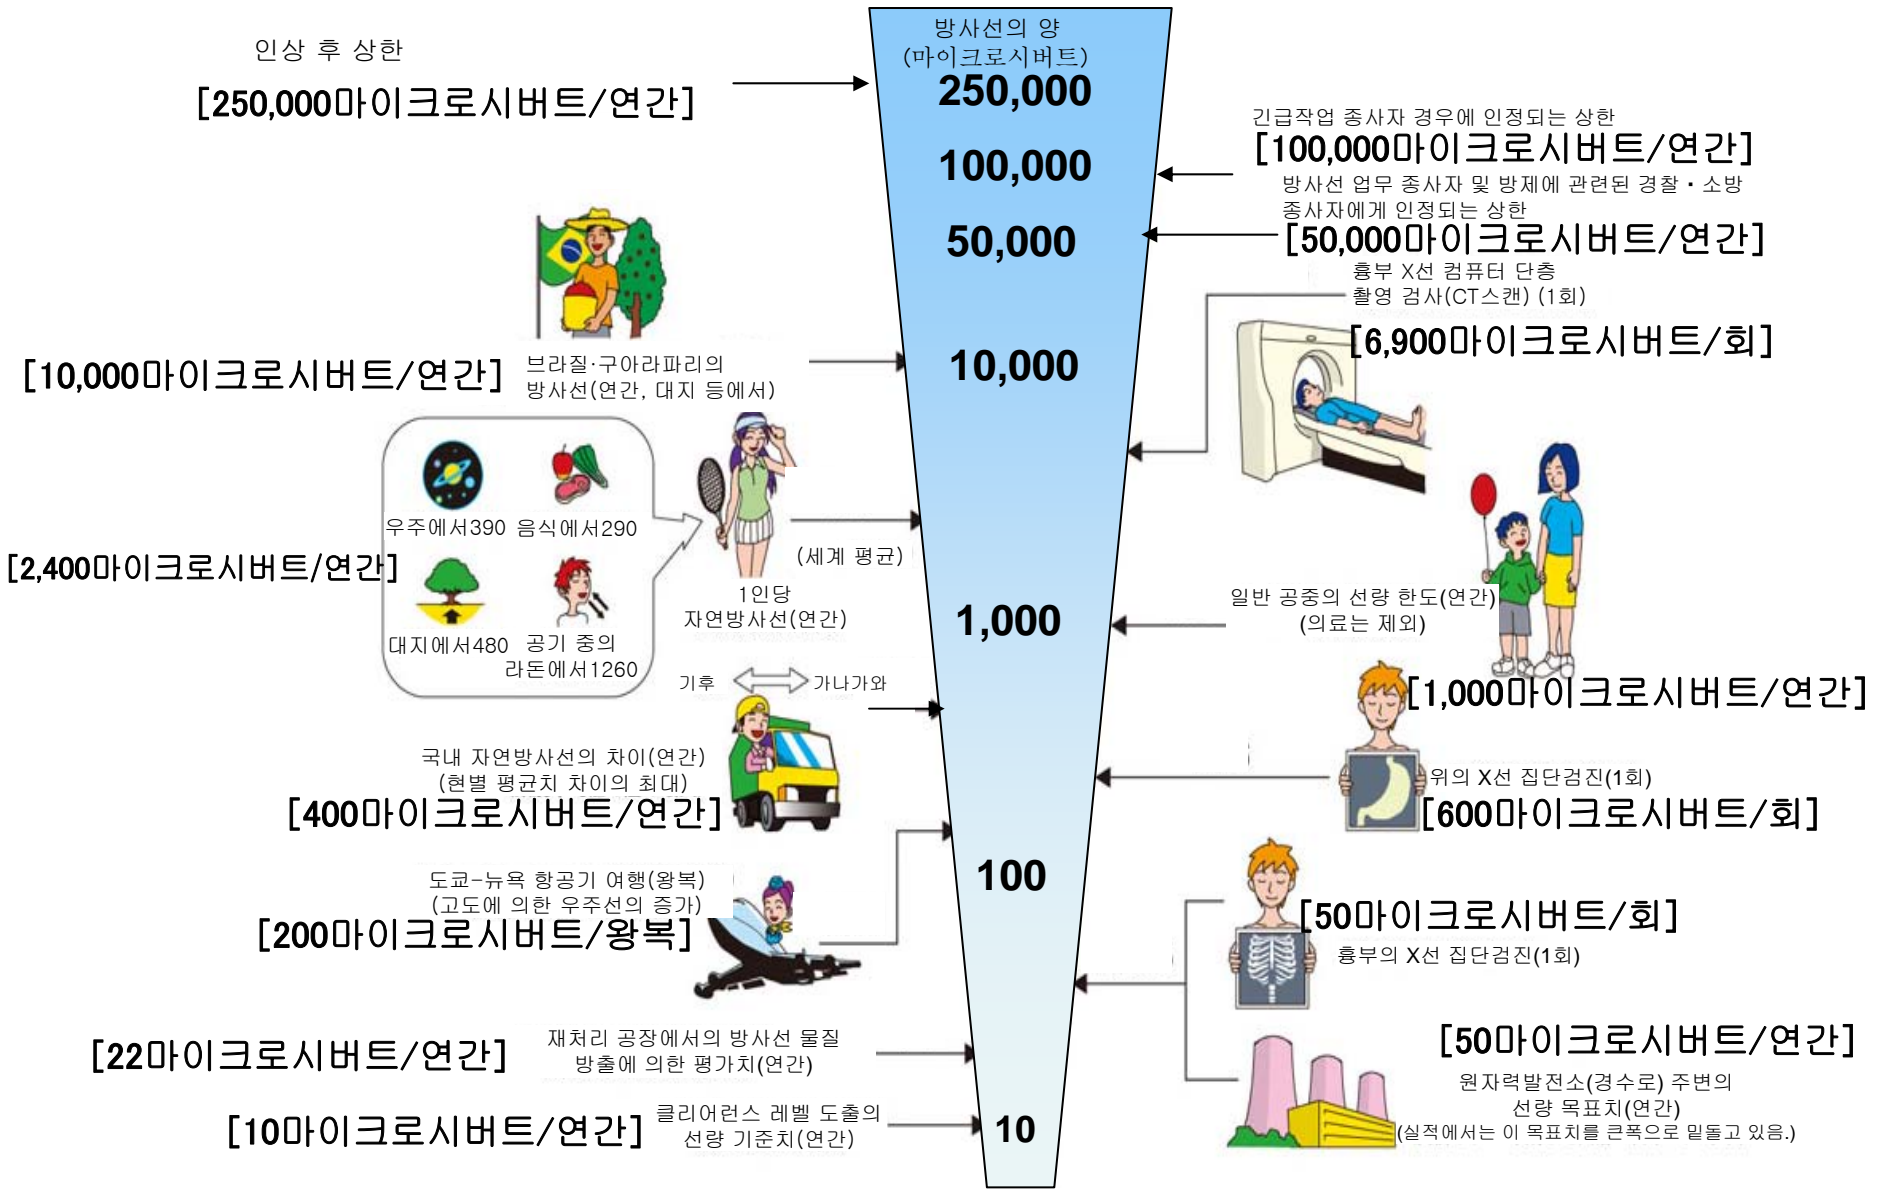 방사선의 양
(마이크로시버트)
250,000
100,000
50,000
10,000
1,000
100
10
인상 후 상한
[250,000마이크로시버트/연간]
[10,000마이크로시버트/연간]
브라질·구아라파리의
방사선(연간, 대지 등에서)
우주에서390
음식에서290
[2,400마이크로시버트/연간]
대지에서480
공기 중의
라돈에서1260
(세계 평균)
1인당
자연방사선(연간)
기후
가나가와
국내 자연방사선의 차이(연간)
(현별 평균치 차이의 최대)
[400마이크로시버트/연간]
도쿄-뉴욕 항공기 여행(왕복)
(고도에 의한 우주선의 증가)
[200마이크로시버트/왕복]
[22마이크로시버트/연간]
재처리 공장에서의 방사선 물질
방출에 의한 평가치(연간)
[10마이크로시버트/연간]
클리어런스 레벨 도출의
선량 기준치(연간)
긴급작업 종사자 경우에 인정되는 상한
[100,000마이크로시버트/연간]
방사선 업무 종사자 및 방제에 관련된 경찰・소방
종사자에게 인정되는 상한
[50,000마이크로시버트/연간]
흉부 X선 컴퓨터 단층
촬영 검사(CT스캔) (1회)
[6,900마이크로시버트/회]
일반 공중의 선량 한도(연간)
(의료는 제외)
[1,000마이크로시버트/연간]
위의 X선 집단검진(1회)
[600마이크로시버트/회]
[50마이크로시버트/회]
흉부의 X선 집단검진(1회)
[50마이크로시버트/연간]
원자력발전소(경수로) 주변의
선량 목표치(연간)
(실적에서는 이 목표치를 큰폭으로 밑돌고 있음.)